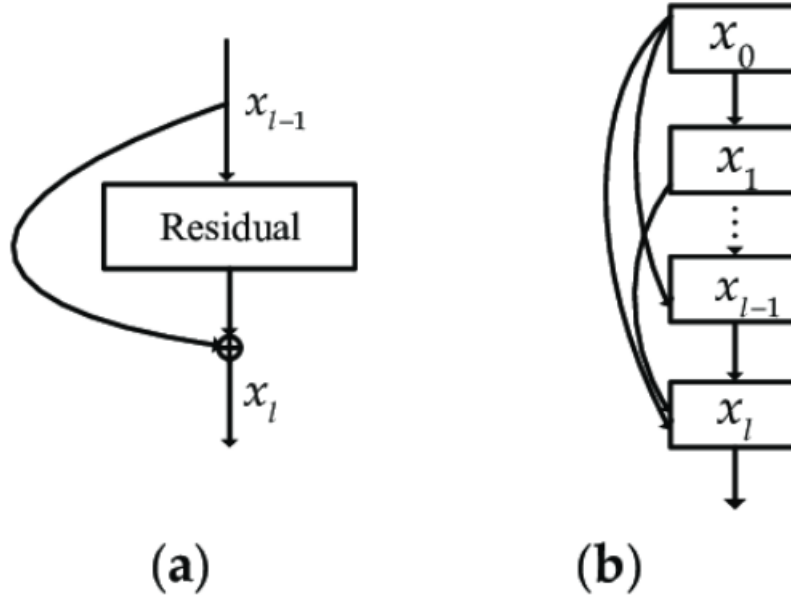 x_{l-1}
Residual
x_l
(a)
x_0
x_1
x_{l-1}
x_l
(b)